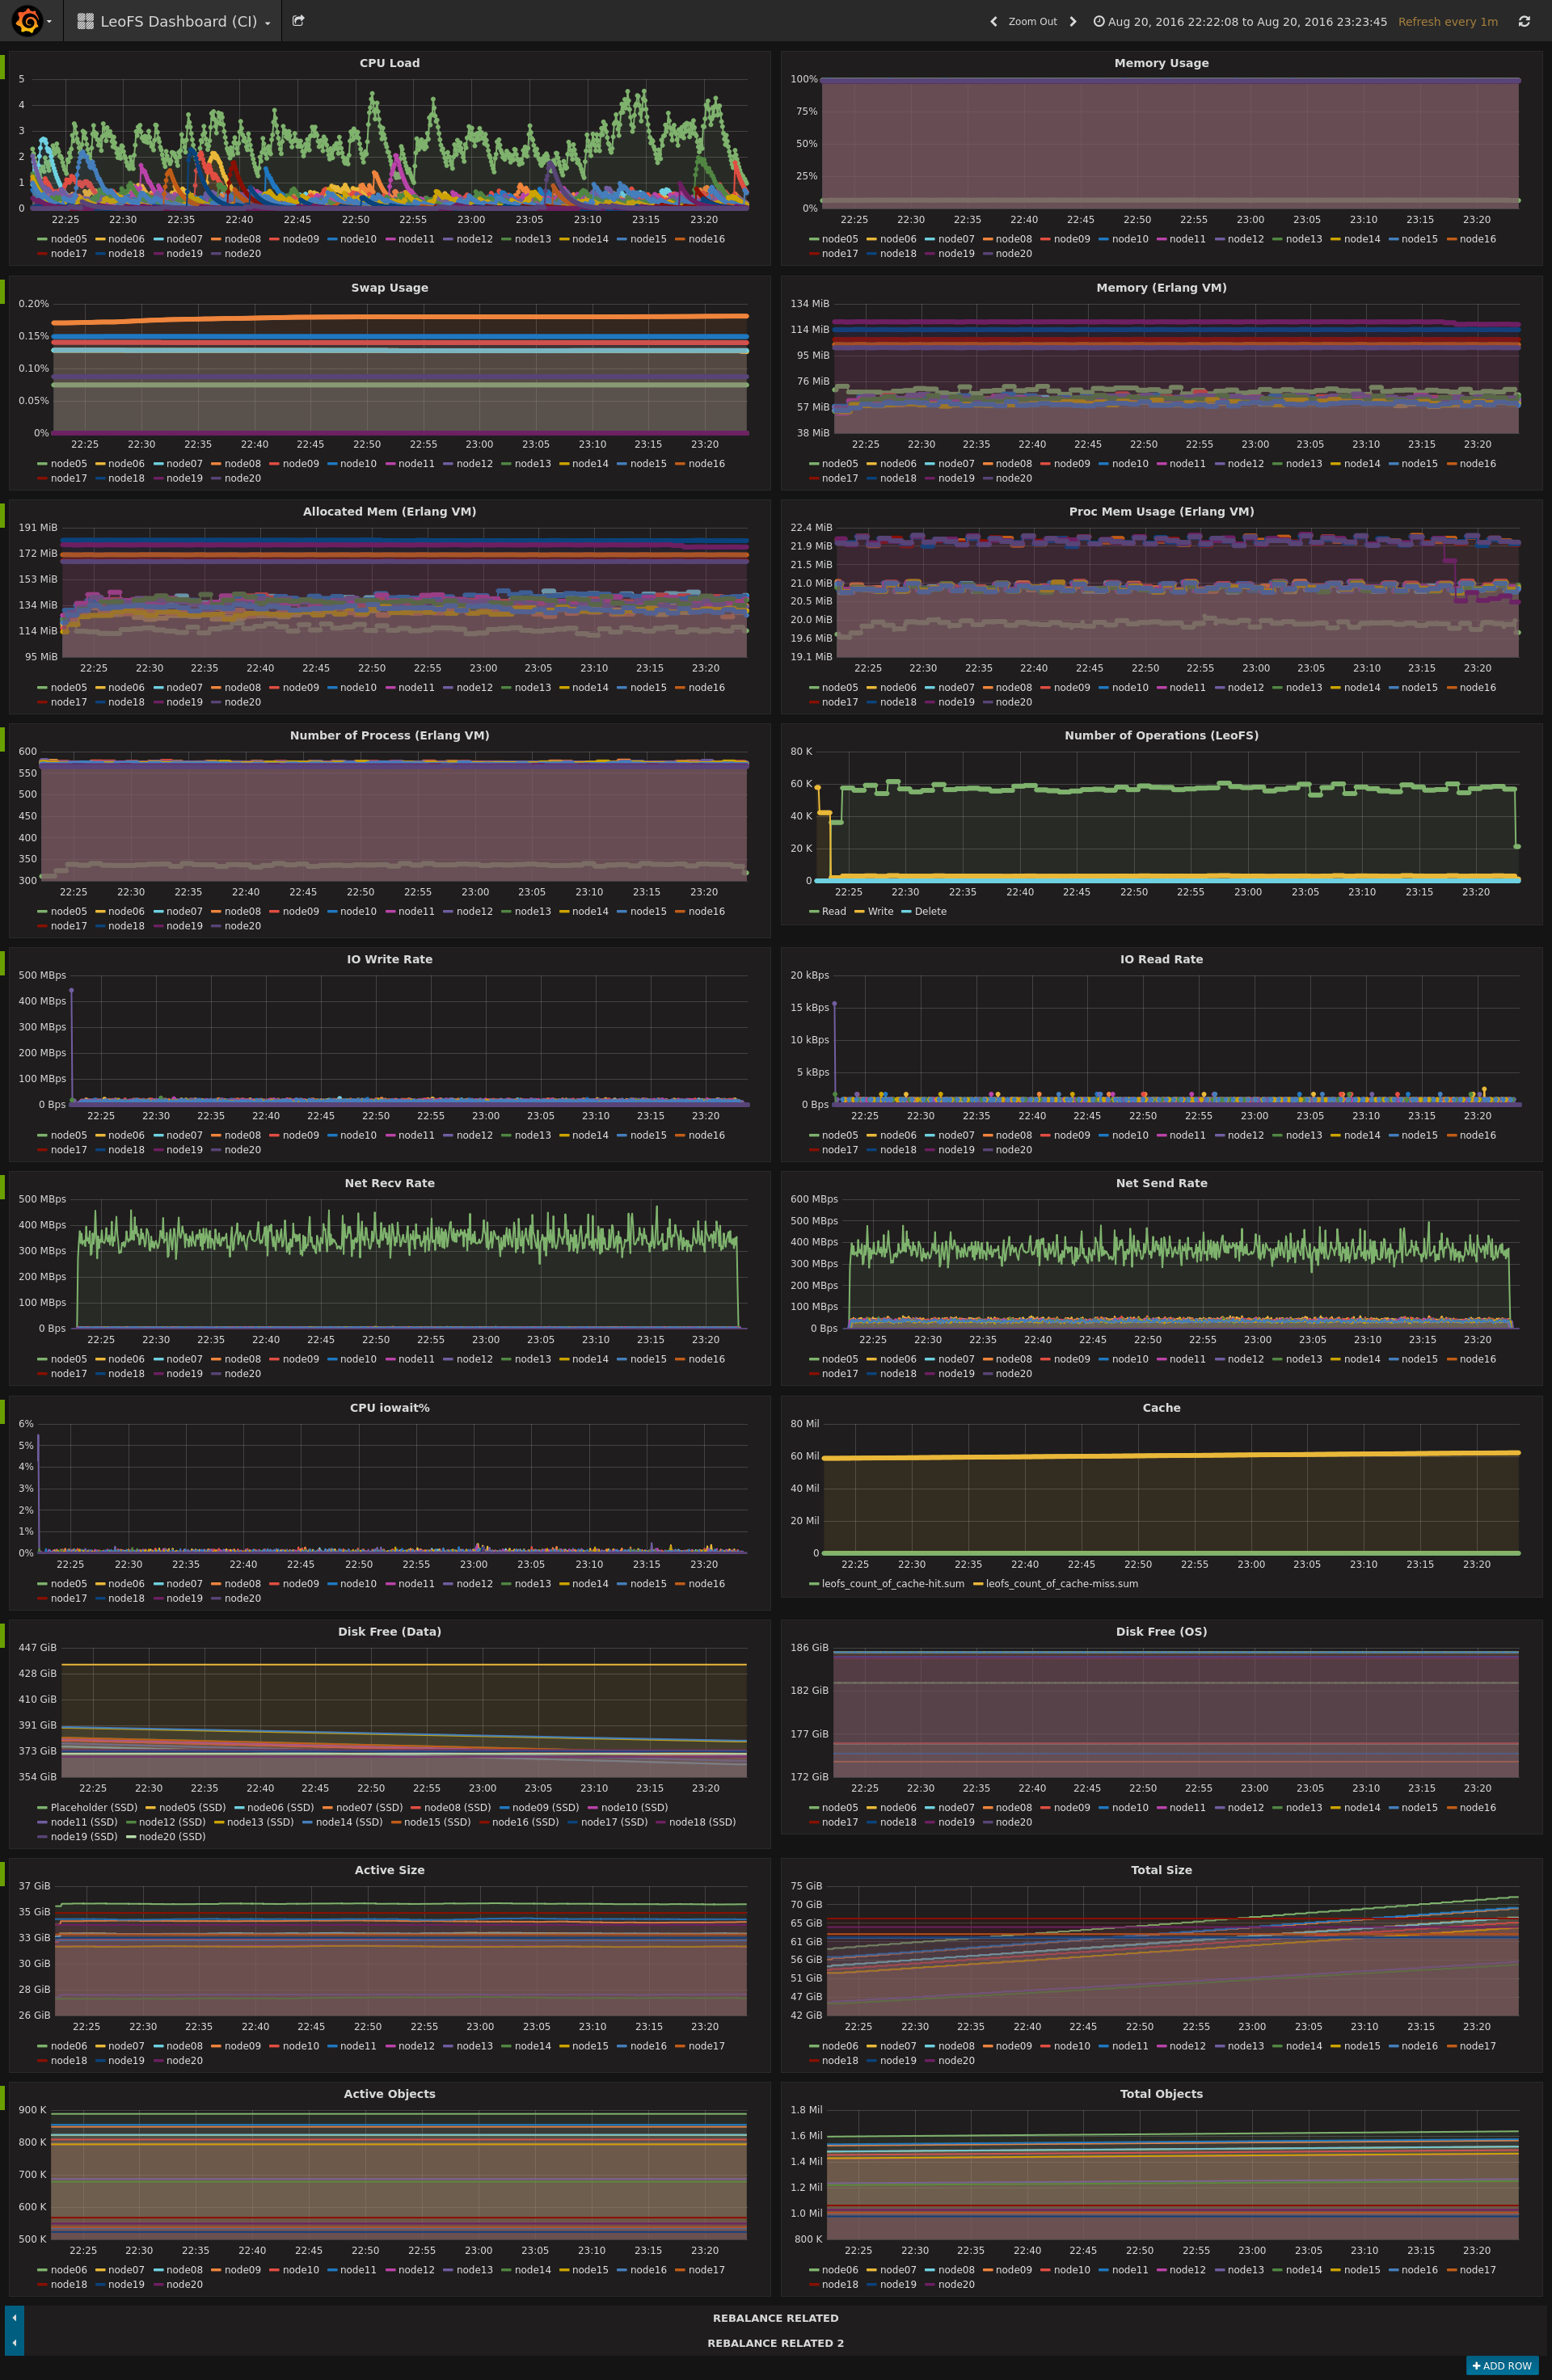 LeoFS Dashboard (CI)
Zoom Out
Aug 20, 2016 22:22:08 to Aug 20, 2016 23:23:45 Refresh every 1m
CPU Load
5
4
3
2
1
0
22:25 22:30 22:35 22:40 22:45 22:50 22:55 23:00 23:05 23:10 23:15 23:20
node05 node06 node07 node08 node09 node10 node11 node12 node13 node14 node15 node16
node17 node18 node19 node20
Memory Usage
100%
75%
50%
25%
0%
22:25 22:30 22:35 22:40 22:45 22:50 22:55 23:00 23:05 23:10 23:15 23:20
node05 node06 node07 node08 node09 node10 node11 node12 node13 node14 node15 node16
node17 node18 node19 node20
Swap Usage
0.20%
0.15%
0.10%
0.05%
0%
22:25 22:30 22:35 22:40 22:45 22:50 22:55 23:00 23:05 23:10 23:15 23:20
node05 node06 node07 node08 node09 node10 node11 node12 node13 node14 node15 node16
node17 node18 node19 node20
Memory (Erlang VM)
134 MiB
114 MiB
95 MiB
76 MiB
57 MiB
38 MiB
22:25 22:30 22:35 22:40 22:45 22:50 22:55 23:00 23:05 23:10 23:15 23:20
node05 node06 node07 node08 node09 node10 node11 node12 node13 node14 node15 node16
node17 node18 node19 node20
Allocated Mem (Erlang VM)
191 MiB
172 MiB
153 MiB
134 MiB
114 MiB
95 MiB
22:25 22:30 22:35 22:40 22:45 22:50 22:55 23:00 23:05 23:10 23:15 23:20
node05 node06 node07 node08 node09 node10 node11 node12 node13 node14 node15 node16
node17 node18 node19 node20
Proc Mem Usage (Erlang VM)
22.4 MiB
21.9 MiB
21.5 MiB
21.0 MiB
20.5 MiB
20.0 MiB
19.6 MiB
19.1 MiB
22:25 22:30 22:35 22:40 22:45 22:50 22:55 23:00 23:05 23:10 23:15 23:20
node05 node06 node07 node08 node09 node10 node11 node12 node13 node14 node15 node16
node17 node18 node19 node20
Number of Process (Erlang VM)
600
550
500
450
400
350
300
22:25 22:30 22:35 22:40 22:45 22:50 22:55 23:00 23:05 23:10 23:15 23:20
node05 node06 node07 node08 node09 node10 node11 node12 node13 node14 node15 node16
node17 node18 node19 node20
Number of Operations (LeoFS)
80 K
60 K
40 K
20 K
0
22:25 22:30 22:35 22:40 22:45 22:50 22:55 23:00 23:05 23:10 23:15 23:20
Read Write Delete
IO Write Rate
500 MBps
400 MBps
300 MBps
200 MBps
100 MBps
0 Bps
22:25 22:30 22:35 22:40 22:45 22:50 22:55 23:00 23:05 23:10 23:15 23:20
node05 node06 node07 node08 node09 node10 node11 node12 node13 node14 node15 node16
node17 node18 node19 node20
IO Read Rate
20 kBps
15 kBps
10 kBps
5 kBps
0 Bps
22:25 22:30 22:35 22:40 22:45 22:50 22:55 23:00 23:05 23:10 23:15 23:20
node05 node06 node07 node08 node09 node10 node11 node12 node13 node14 node15 node16
node17 node18 node19 node20
Net Recv Rate
500 MBps
400 MBps
300 MBps
200 MBps
100 MBps
0 Bps
22:25 22:30 22:35 22:40 22:45 22:50 22:55 23:00 23:05 23:10 23:15 23:20
node05 node06 node07 node08 node09 node10 node11 node12 node13 node14 node15 node16
node17 node18 node19 node20
Net Send Rate
600 MBps
500 MBps
400 MBps
300 MBps
200 MBps
100 MBps
0 Bps
22:25 22:30 22:35 22:40 22:45 22:50 22:55 23:00 23:05 23:10 23:15 23:20
node05 node06 node07 node08 node09 node10 node11 node12 node13 node14 node15 node16
node17 node18 node19 node20
CPU iowait%
6%
5%
4%
3%
2%
1%
0%
22:25 22:30 22:35 22:40 22:45 22:50 22:55 23:00 23:05 23:10 23:15 23:20
node05 node06 node07 node08 node09 node10 node11 node12 node13 node14 node15 node16
node17 node18 node19 node20
Cache
80 Mil
60 Mil
40 Mil
20 Mil
0
22:25 22:30 22:35 22:40 22:45 22:50 22:55 23:00 23:05 23:10 23:15 23:20
leofs_count_of_cache-hit.sum leofs_count_of_cache-miss.sum
Disk Free (Data)
447 GiB
428 GiB
410 GiB
391 GiB
373 GiB
354 GiB
22:25 22:30 22:35 22:40 22:45 22:50 22:55 23:00 23:05 23:10 23:15 23:20
Placeholder (SSD) node05 (SSD) node06 (SSD) node07 (SSD) node08 (SSD) node09 (SSD) node10 (SSD)
node11 (SSD) node12 (SSD) node13 (SSD) node14 (SSD) node15 (SSD) node16 (SSD) node17 (SSD) node18 (SSD)
node19 (SSD) node20 (SSD)
Disk Free (OS)
186 GiB
182 GiB
177 GiB
172 GiB
22:25 22:30 22:35 22:40 22:45 22:50 22:55 23:00 23:05 23:10 23:15 23:20
node05 node06 node07 node08 node09 node10 node11 node12 node13 node14 node15 node16
node17 node18 node19 node20
Active Size
37 GiB
35 GiB
33 GiB
30 GiB
28 GiB
26 GiB
22:25 22:30 22:35 22:40 22:45 22:50 22:55 23:00 23:05 23:10 23:15 23:20
node06 node07 node08 node09 node10 node11 node12 node13 node14 node15 node16 node17
node18 node19 node20
Total Size
75 GiB
70 GiB
65 GiB
61 GiB
56 GiB
51 GiB
47 GiB
42 GiB
22:25 22:30 22:35 22:40 22:45 22:50 22:55 23:00 23:05 23:10 23:15 23:20
node06 node07 node08 node09 node10 node11 node12 node13 node14 node15 node16 node17
node18 node19 node20
Active Objects
900 K
800 K
700 K
600 K
500 K
22:25 22:30 22:35 22:40 22:45 22:50 22:55 23:00 23:05 23:10 23:15 23:20
node06 node07 node08 node09 node10 node11 node12 node13 node14 node15 node16 node17
node18 node19 node20
Total Objects
1.8 Mil
1.6 Mil
1.4 Mil
1.2 Mil
1.0 Mil
800 K
22:25 22:30 22:35 22:40 22:45 22:50 22:55 23:00 23:05 23:10 23:15 23:20
node06 node07 node08 node09 node10 node11 node12 node13 node14 node15 node16 node17
node18 node19 node20
REBALANCE RELATED
REBALANCE RELATED 2
ADD ROW